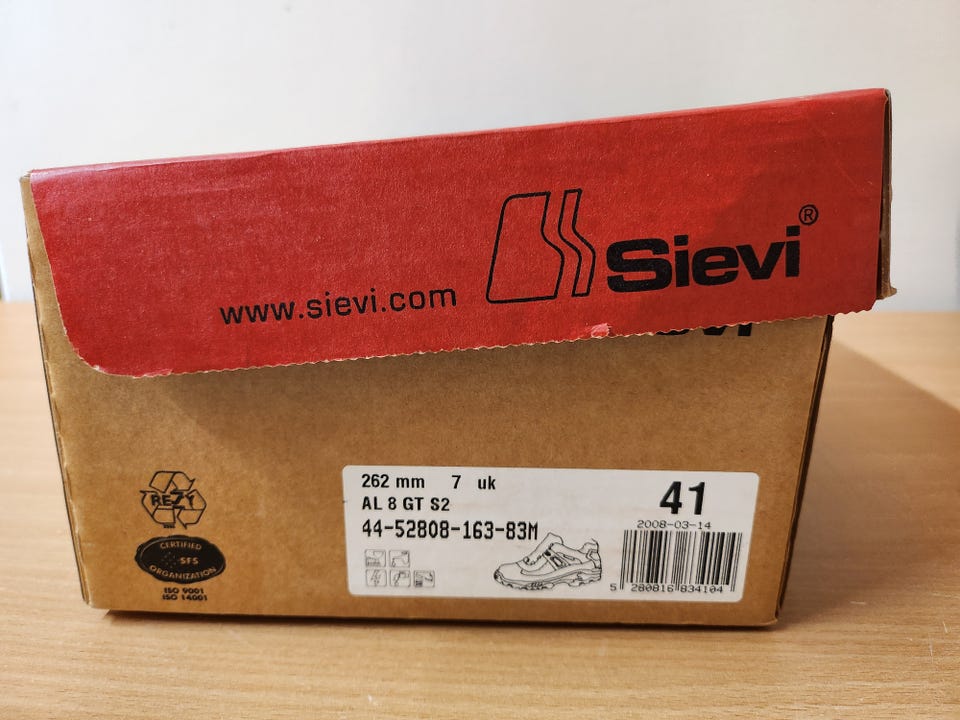 Sievi®
www.sievi.com
evi
262 mm 7 uk
AL 8 GT S2
44-52808-163-83M
41
2008-03-14
5 280816 834104
REZY
CERTIFIED
SFS
ORGANIZATION
ISO 9001
ISO 14001